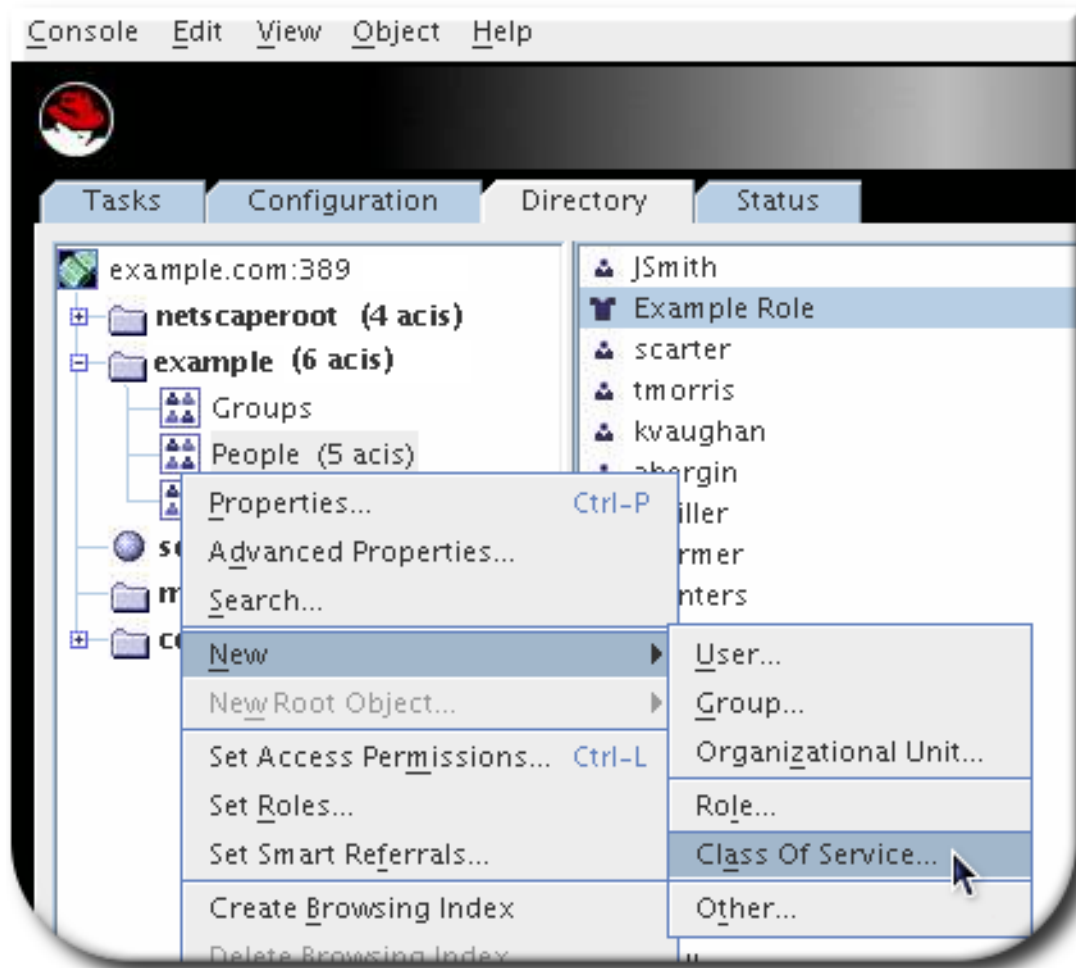 Console Edit View Object Help
Tasks Configuration Directory Status
example.com:389
netscaperoot (4 acis)
example (6 acis)
Groups
People (5 acis)
JSmith
Example Role
scarter
tmorris
kvaughan
Properties... Ctrl-P
Advanced Properties...
Search...
New
New Root Object...
Set Access Permissions... Ctrl-L
Set Roles...
Set Smart Referrals...
Create Browsing Index
Delete Browsing Index
User...
Group...
Organizational Unit...
Role...
Class Of Service...
Other...